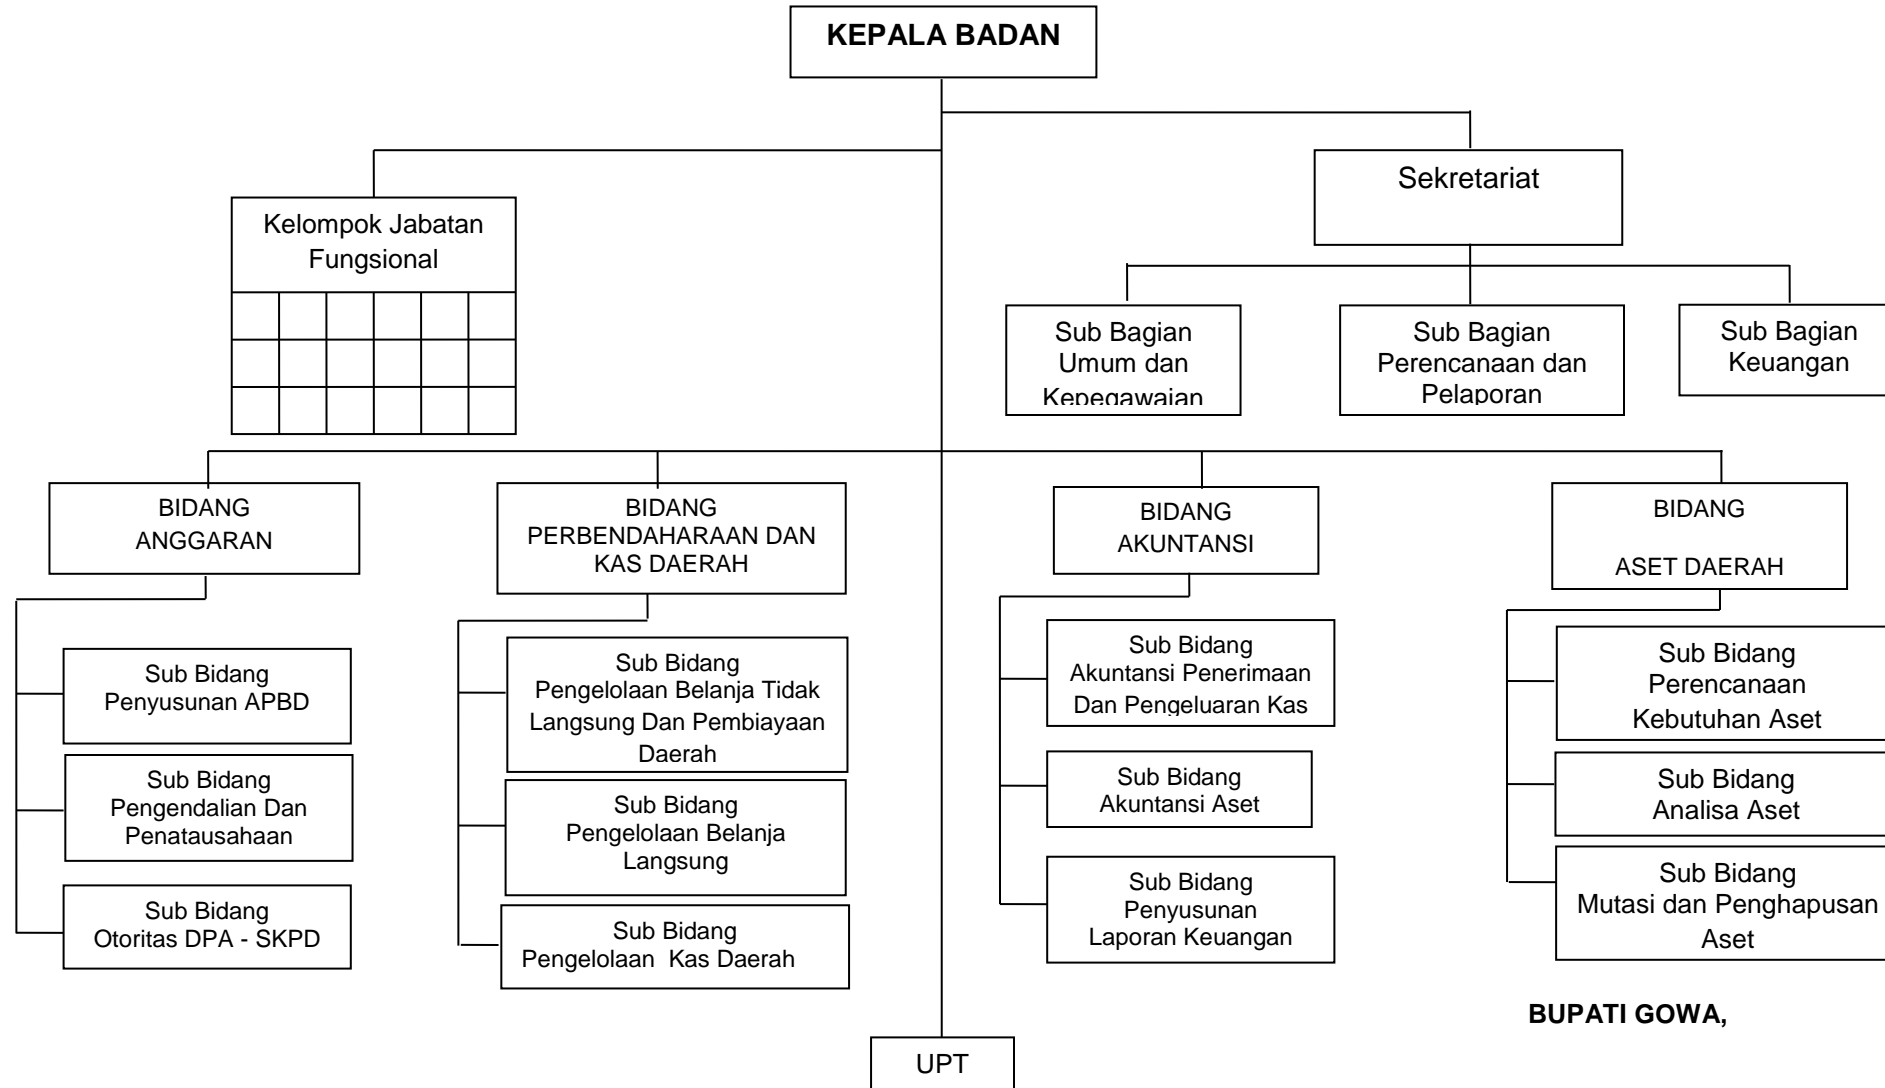 KEPALA BADAN
Sekretariat
Kelompok Jabatan
Fungsional
Sub Bagian
Umum dan
Kepegawaian
Sub Bagian
Perencanaan dan
Pelaporan
Sub Bagian
Keuangan
BIDANG
ANGGARAN
BIDANG
PERBENDAHARAAN DAN
KAS DAERAH
BIDANG
AKUNTANSI
BIDANG
ASET DAERAH
Sub Bidang
Penyusunan APBD
Sub Bidang
Pengendalian Dan
Penatausahaan
Sub Bidang
Otoritas DPA - SKPD
Sub Bidang
Pengelolaan Belanja Tidak
Langsung Dan Pembiayaan
Daerah
Sub Bidang
Pengelolaan Belanja
Langsung
Sub Bidang
Pengelolaan Kas Daerah
Sub Bidang
Akuntansi Penerimaan
Dan Pengeluaran Kas
Sub Bidang
Akuntansi Aset
Sub Bidang
Penyusunan
Laporan Keuangan
Sub Bidang
Perencanaan
Kebutuhan Aset
Sub Bidang
Analisa Aset
Sub Bidang
Mutasi dan Penghapusan
Aset
BUPATI GOWA,
UPT